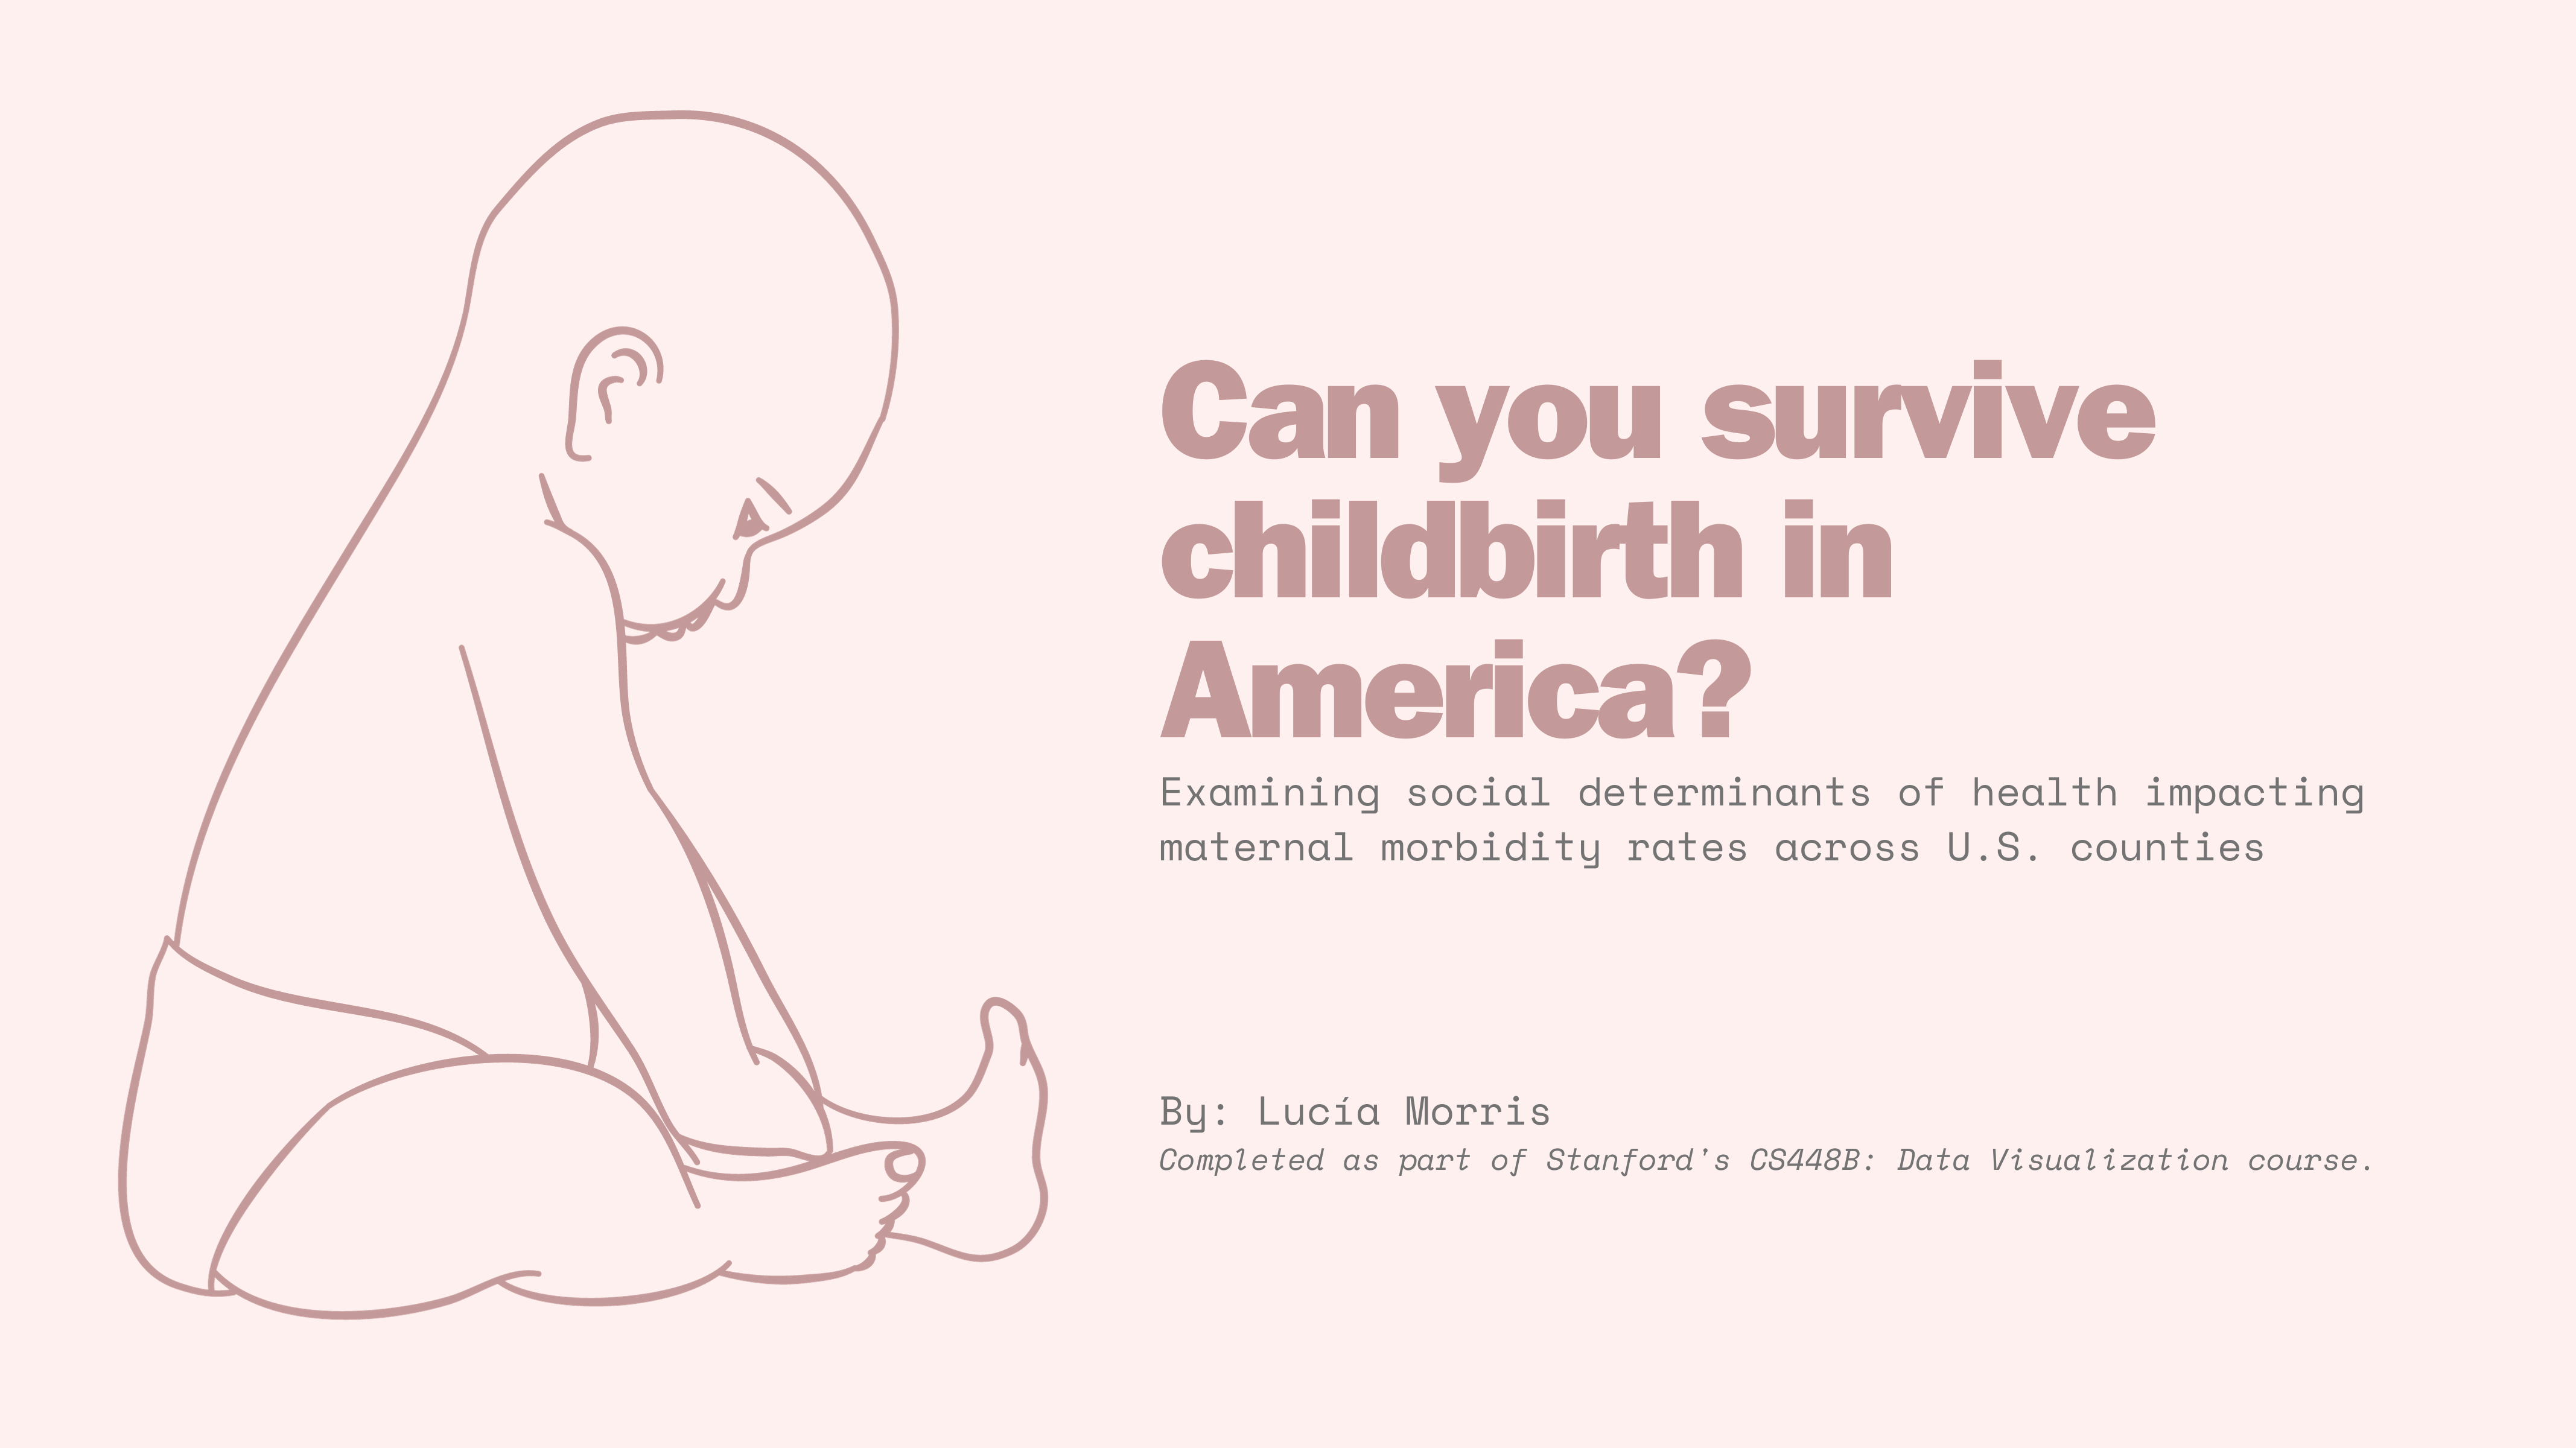 Can you survive
childbirth in
America?
Examining social determinants of health impacting
maternal morbidity rates across U.S. counties
By: Lucía Morris
Completed as part of Stanford's CS448B: Data Visualization course.